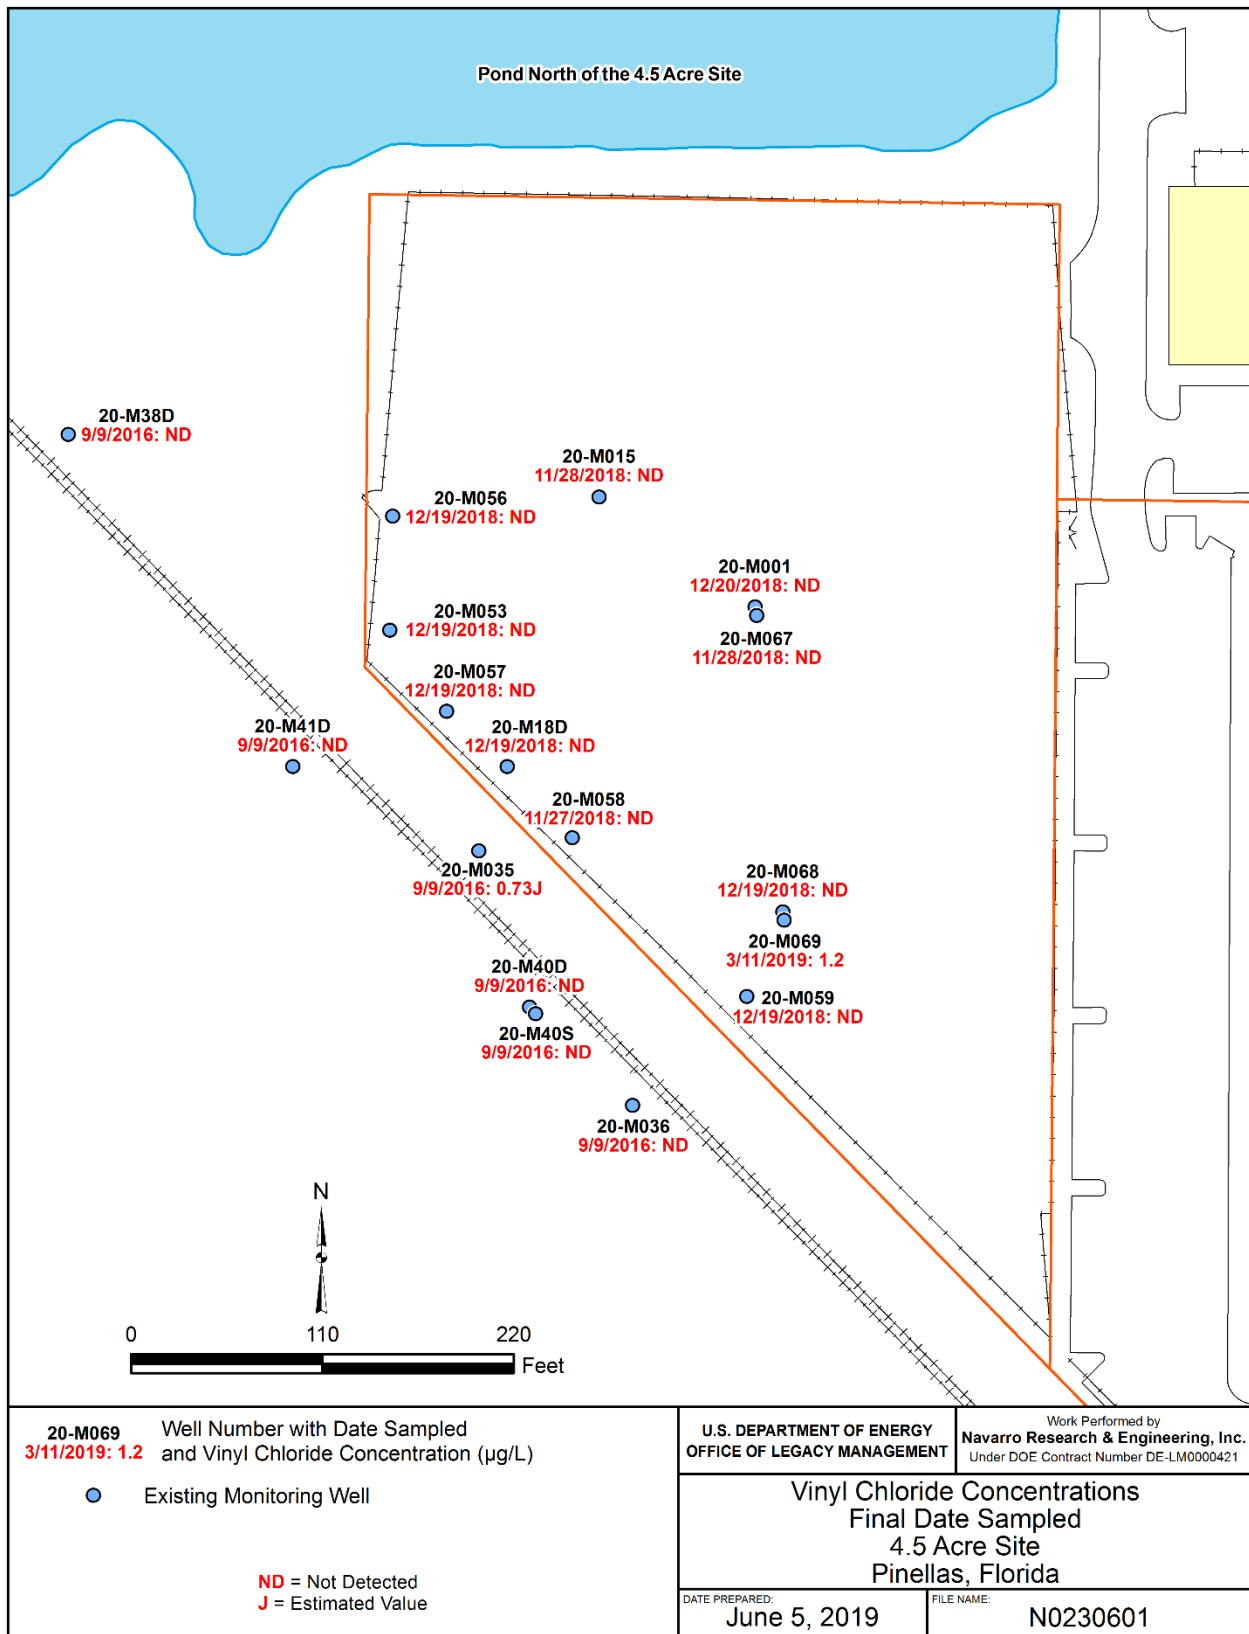 Pond North of the 4.5 Acre Site
20-M38D
9/9/2016: ND
20-M015
11/28/2018: ND
20-M056
12/19/2018: ND
20-M001
12/20/2018: ND
20-M067
11/28/2018: ND
20-M053
12/19/2018: ND
20-M057
12/19/2018: ND
20-M41D
9/9/2016: ND
20-M18D
12/19/2018: ND
20-M058
11/27/2018: ND
20-M035
9/9/2016: 0.73J
20-M068
12/19/2018: ND
20-M069
3/11/2019: 1.2
20-M40D
9/9/2016: ND
20-M059
12/19/2018: ND
20-M40S
9/9/2016: ND
20-M036
9/9/2016: ND
N
0 110 220
Feet
20-M069
3/11/2019: 1.2
Well Number with Date Sampled
and Vinyl Chloride Concentration (µg/L)
Existing Monitoring Well
ND = Not Detected
J = Estimated Value
U.S. DEPARTMENT OF ENERGY
OFFICE OF LEGACY MANAGEMENT
Work Performed by
Navarro Research & Engineering, Inc.
Under DOE Contract Number DE-LM0000421
Vinyl Chloride Concentrations
Final Date Sampled
4.5 Acre Site
Pinellas, Florida
DATE PREPARED:
June 5, 2019
FILE NAME:
N0230601